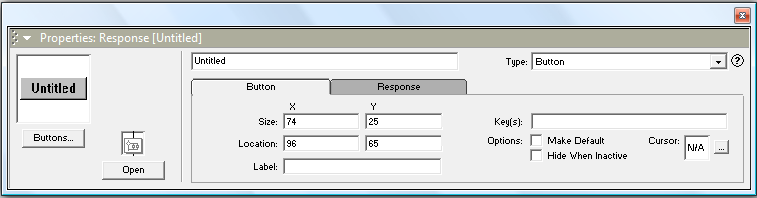 Properties: Response [Untitled]
Untitled
Buttons...
Open
Untitled
Type: Button ?
Button Response
X Y
Size: 74 25
Location: 96 65
Label:
Key(s):
Options: Make Default
Hide When Inactive
Cursor: N/A ...